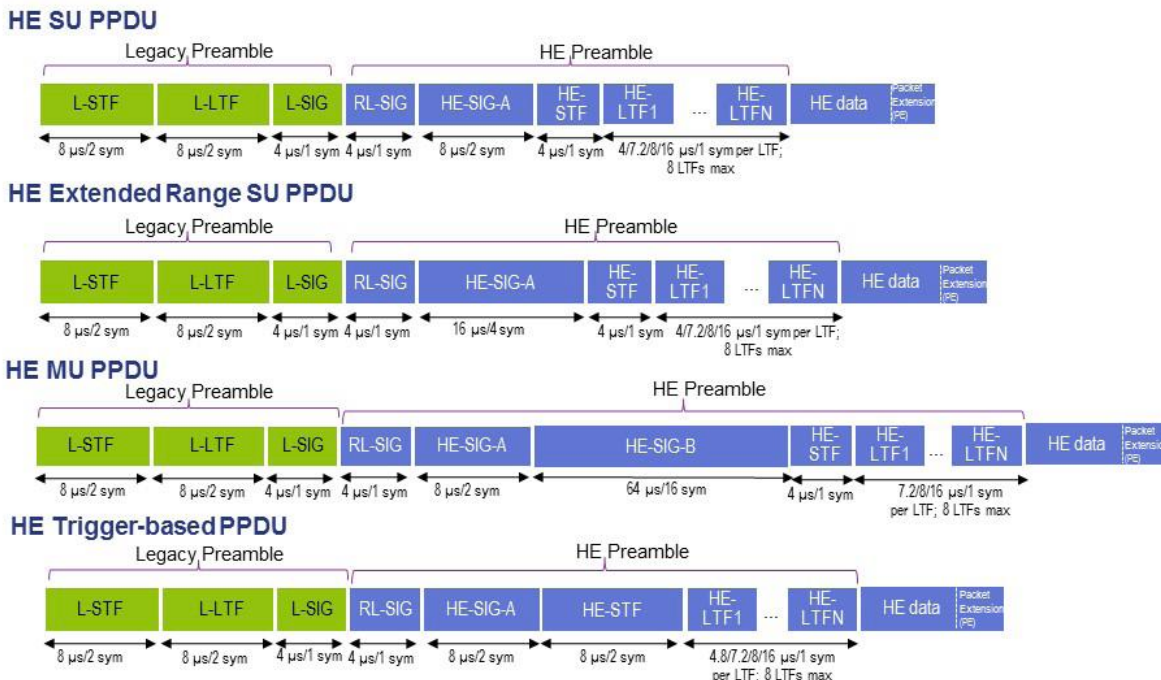 HE SU PPDU
Legacy Preamble HE Preamble
L-STF L-LTF L-SIG RL-SIG HE-SIG-A HE-STF HE-LTF1 ... HE-LTFN HE data Packet Extension (PE)
8 µs/2 sym 8 µs/2 sym 4 µs/1 sym 4 µs/1 sym 8 µs/2 sym 4 µs/1 sym 4/7.2/8/16 µs/1 sym per LTF;
8 LTFs max
HE Extended Range SU PPDU
Legacy Preamble HE Preamble
L-STF L-LTF L-SIG RL-SIG HE-SIG-A HE-STF HE-LTF1 ... HE-LTFN HE data Packet Extension (PE)
8 µs/2 sym 8 µs/2 sym 4 µs/1 sym 4 µs/1 sym 16 µs/4 sym 4 µs/1 sym 4/7.2/8/16 µs/1 sym per LTF;
8 LTFs max
HE MU PPDU
Legacy Preamble HE Preamble
L-STF L-LTF L-SIG RL-SIG HE-SIG-A HE-SIG-B HE-STF HE-LTF1 ... HE-LTFN HE data Packet Extension (PE)
8 µs/2 sym 8 µs/2 sym 4 µs/1 sym 4 µs/1 sym 8 µs/2 sym 64 µs/16 sym 4 µs/1 sym 7.2/8/16 µs/1 sym
per LTF; 8 LTFs max
HE Trigger-based PPDU
Legacy Preamble HE Preamble
L-STF L-LTF L-SIG RL-SIG HE-SIG-A HE-STF HE-LTF1 ... HE-LTFN HE data Packet Extension (PE)
8 µs/2 sym 8 µs/2 sym 4 µs/1 sym 4 µs/1 sym 8 µs/2 sym 8 µs/2 sym 4.8/7.2/8/16 µs/1 sym
per LTF; 8 LTFs max